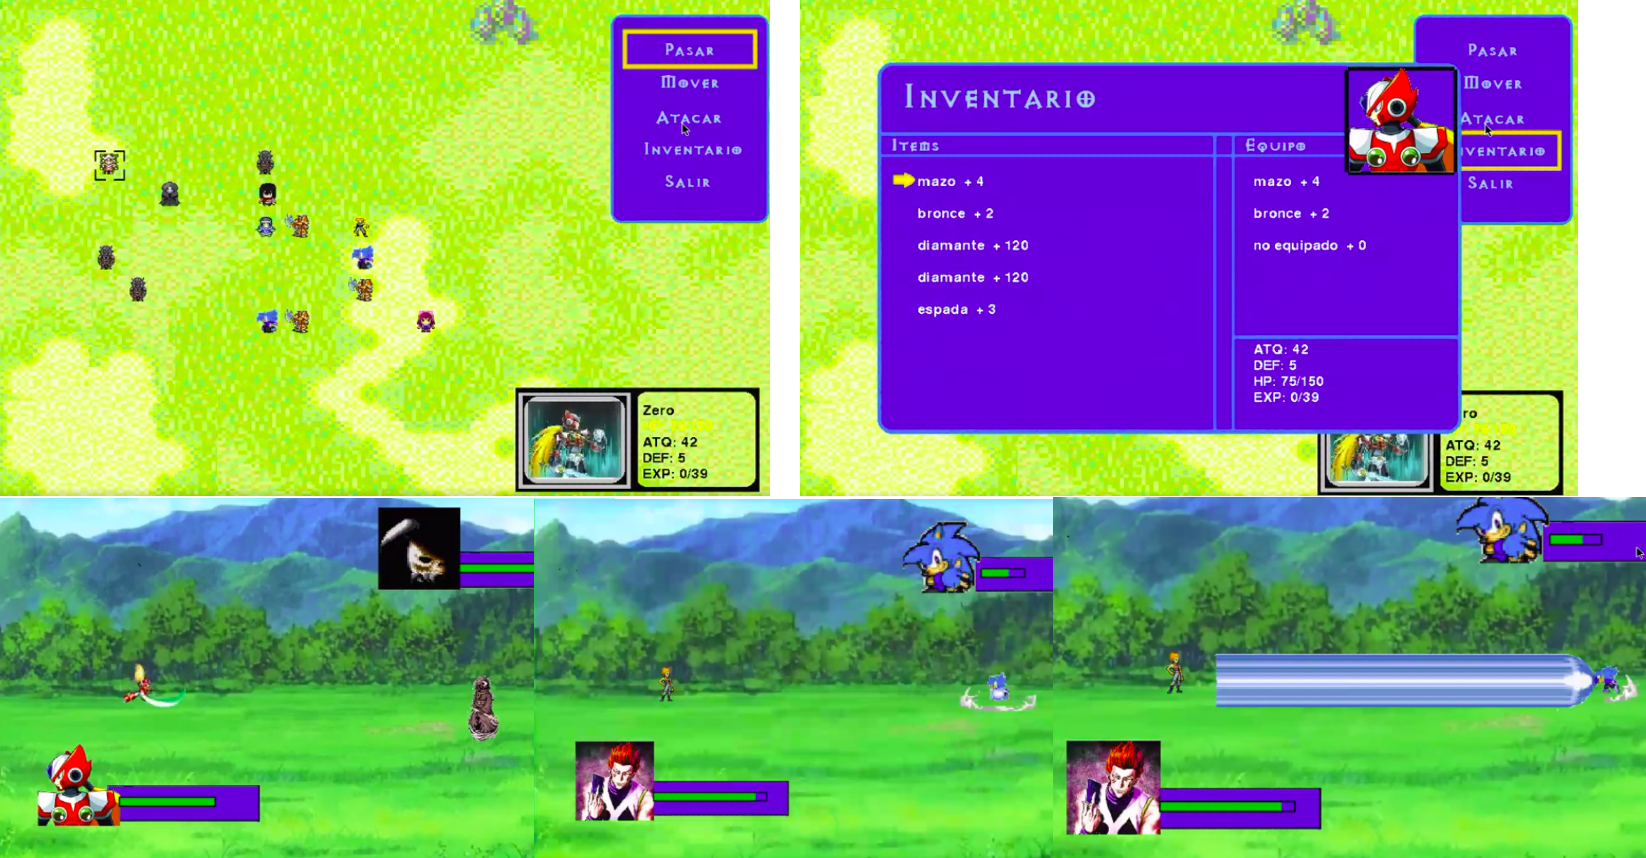 Pasar
Mover
Atacar
Inventario
Salir
Zero
ATQ: 42
DEF: 5
EXP: 0/39
Inventario
Items
Equipo
mazo + 4
bronce + 2
diamante + 120
diamante + 120
espada + 3
mazo + 4
bronce + 2
no equipado + 0
ATQ: 42
DEF: 5
HP: 75/150
EXP: 0/39
Pasar
Mover
Atacar
nventario
Salir
ro
ATQ: 42
DEF: 5
EXP: 0/39